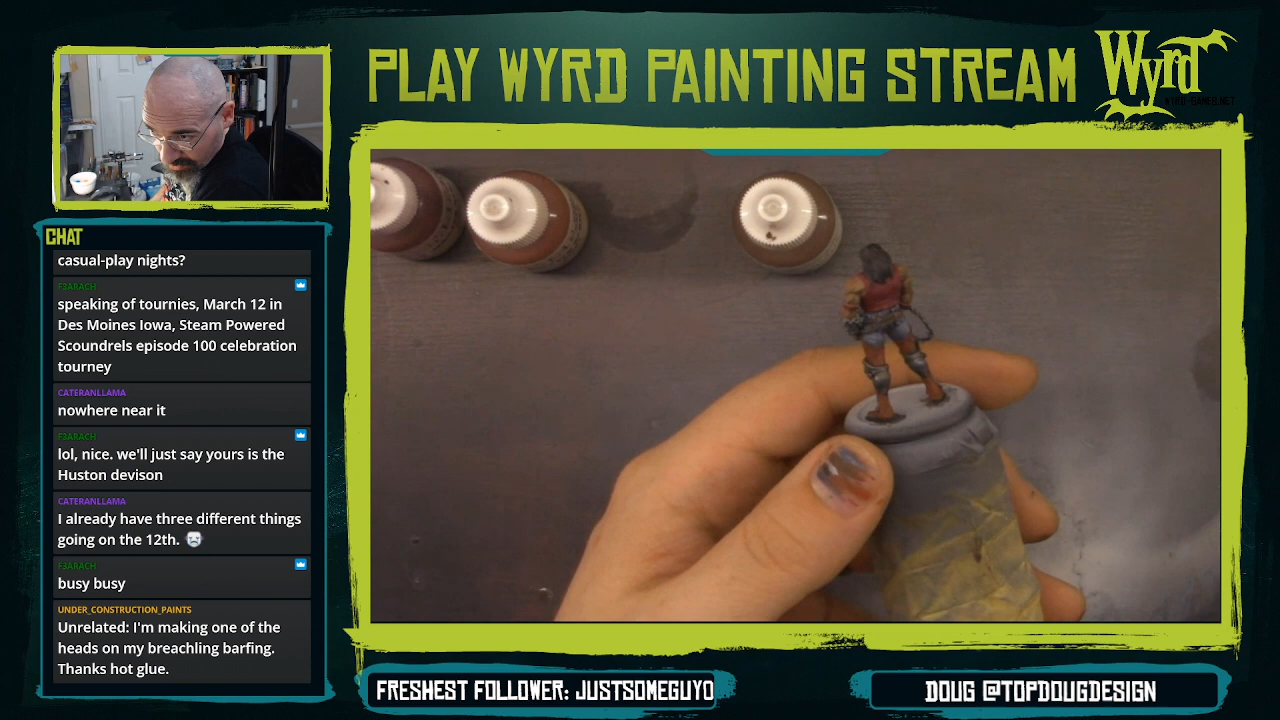 PLAY WYRD PAINTING STREAM
Wyrd
WYRD-GAMES.NET
CHAT
casual-play nights?
F3ARACH
speaking of tournies, March 12 in
Des Moines Iowa, Steam Powered
Scoundrels episode 100 celebration
tourney
CATERANLLAMA
nowhere near it
F3ARACH
lol, nice. we'll just say yours is the
Huston devison
CATERANLLAMA
I already have three different things
going on the 12th.
F3ARACH
busy busy
UNDER_CONSTRUCTION_PAINTS
Unrelated: I'm making one of the
heads on my breachling barfing.
Thanks hot glue.
FRESHEST FOLLOWER: JUSTSOMEGUYO
DOUG @TOPDOUGDESIGN